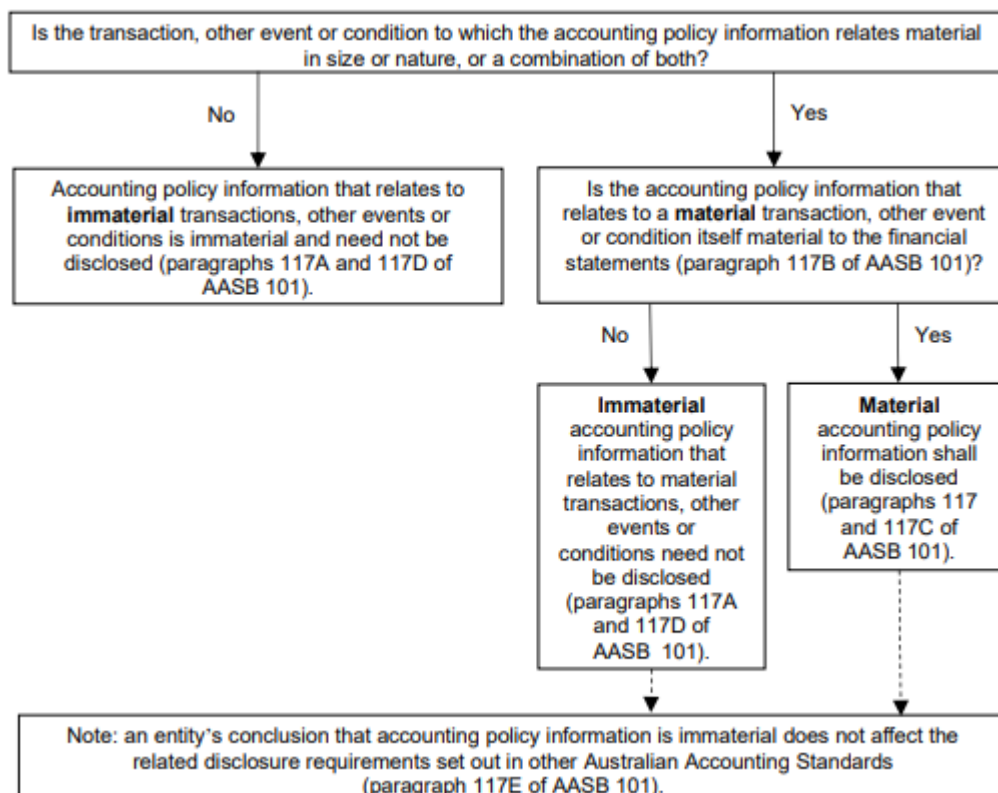 Is the transaction, other event or condition to which the accounting policy information relates material
in size or nature, or a combination of both?
No
Yes
Accounting policy information that relates to
immaterial transactions, other events or
conditions is immaterial and need not be
disclosed (paragraphs 117A and 117D of
AASB 101).
Is the accounting policy information that
relates to a material transaction, other event
or condition itself material to the financial
statements (paragraph 117B of AASB 101)?
No
Yes
Immaterial
accounting policy
information that
relates to material
transactions, other
events or
conditions need not
be disclosed
(paragraphs 117A
and 117D of
AASB 101).
Material
accounting policy
information shall
be disclosed
(paragraphs 117
and 117C of
AASB 101).
Note: an entity's conclusion that accounting policy information is immaterial does not affect the
related disclosure requirements set out in other Australian Accounting Standards
(paragraph 117E of AASB 101).